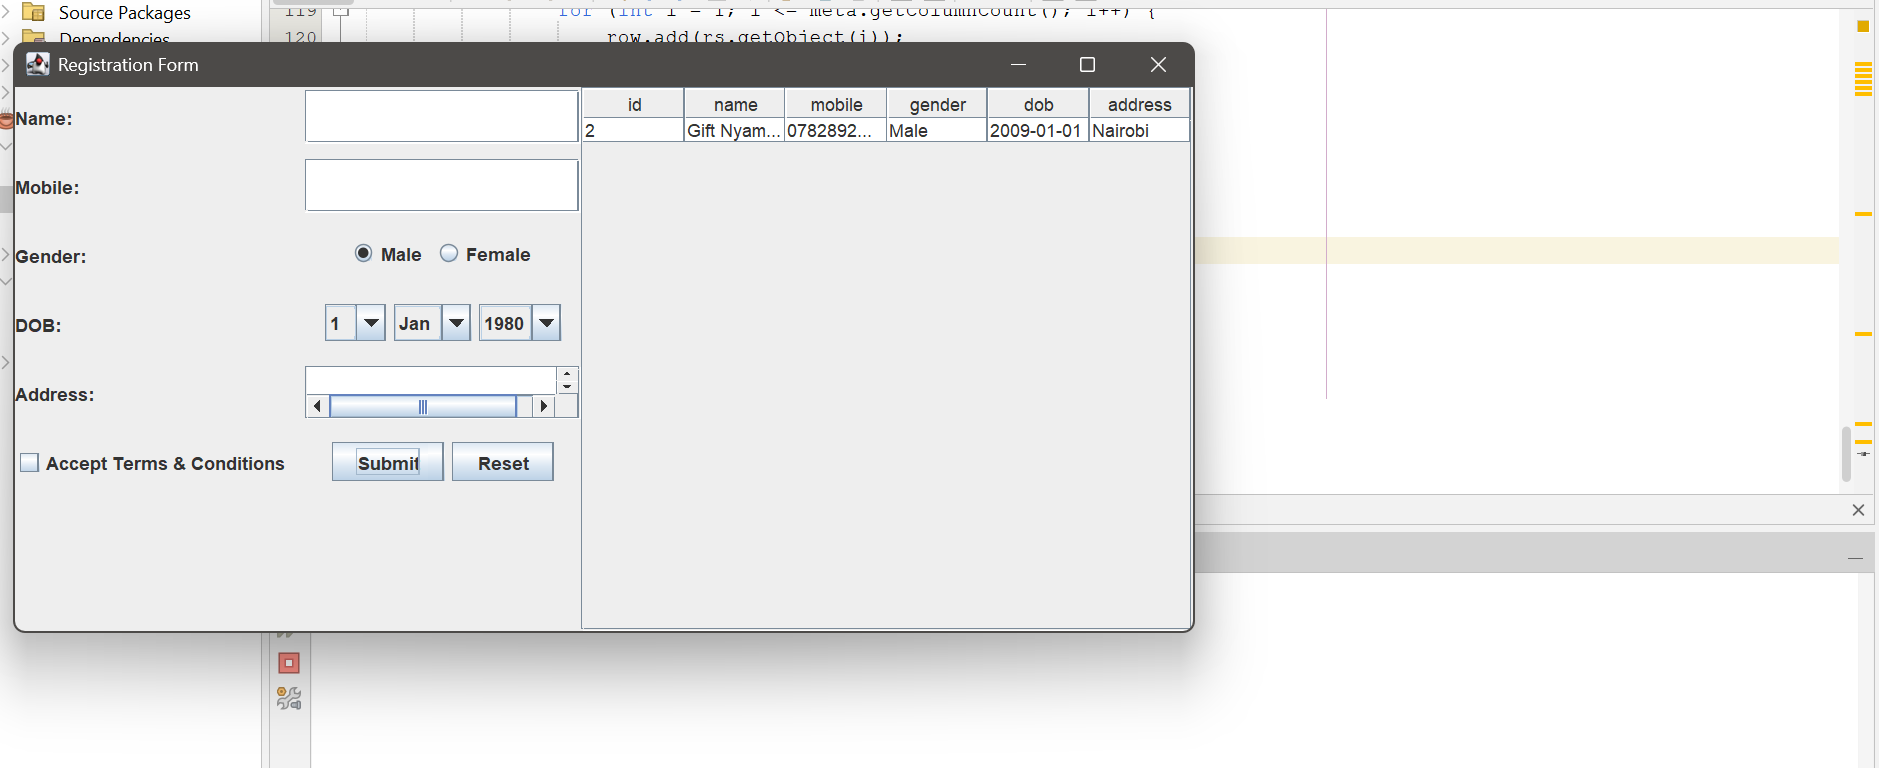 Source Packages
Dependencies
119 for (int i = 1; i <= meta.getColumnCount(); i++) {
120 row.add(rs.getObject(i));
Registration Form
Name:
Mobile:
Gender: Male Female
DOB: 1 Jan 1980
Address:
Accept Terms & Conditions Submit Reset
id name mobile gender dob address
2 Gift Nyam... 0782892... Male 2009-01-01 Nairobi